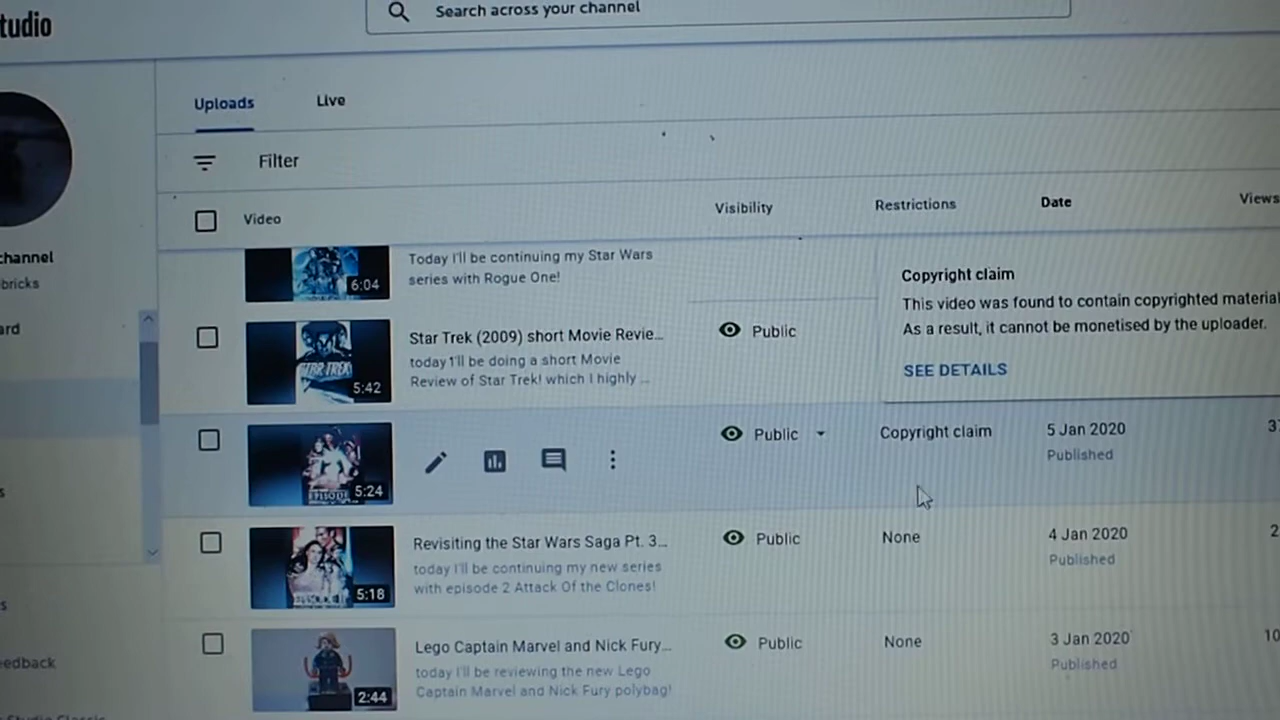 tudio
Search across your channel
Uploads
Live
Filter
Video
Visibility
Restrictions
Date
Views
channel
bricks
ard
s
s
eedback
6:04
Today I'll be continuing my Star Wars
series with Rogue One!
Copyright claim
This video was found to contain copyrighted material
As a result, it cannot be monetised by the uploader.
SEE DETAILS
5:42
Star Trek (2009) short Movie Revie...
today I'll be doing a short Movie
Review of Star Trek! which I highly ...
Public
STAR TREK
EPISODE
5:24
Public
Copyright claim
5 Jan 2020
Published
3
5:18
Revisiting the Star Wars Saga Pt. 3...
today I'll be continuing my new series
with episode 2 Attack Of the Clones!
Public
None
4 Jan 2020
Published
2
2:44
Lego Captain Marvel and Nick Fury...
today I'll be reviewing the new Lego
Captain Marvel and Nick Fury polybag!
Public
None
3 Jan 2020
Published
10